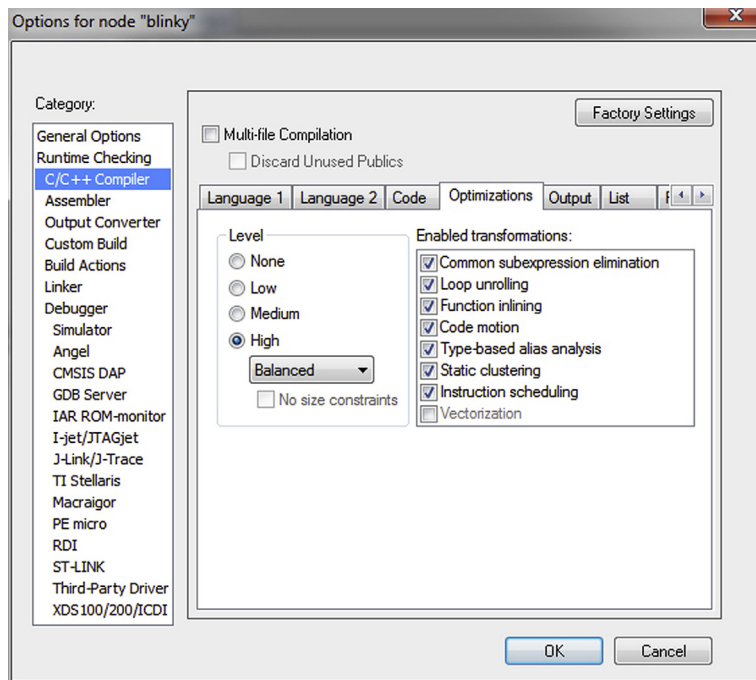 Options for node "blinky"
Category:
General Options
Runtime Checking
C/C++ Compiler
Assembler
Output Converter
Custom Build
Build Actions
Linker
Debugger
Simulator
Angel
CMSIS DAP
GDB Server
IAR ROM-monitor
I-jet/JTAGjet
J-Link/J-Trace
TI Stellaris
Macraigor
PE micro
RDI
ST-LINK
Third-Party Driver
XDS100/200/ICDI
Factory Settings
Multi-file Compilation
Discard Unused Publics
Language 1 Language 2 Code Optimizations Output List
Level
None
Low
Medium
High
Balanced
No size constraints
Enabled transformations:
Common subexpression elimination
Loop unrolling
Function inlining
Code motion
Type-based alias analysis
Static clustering
Instruction scheduling
Vectorization
OK Cancel